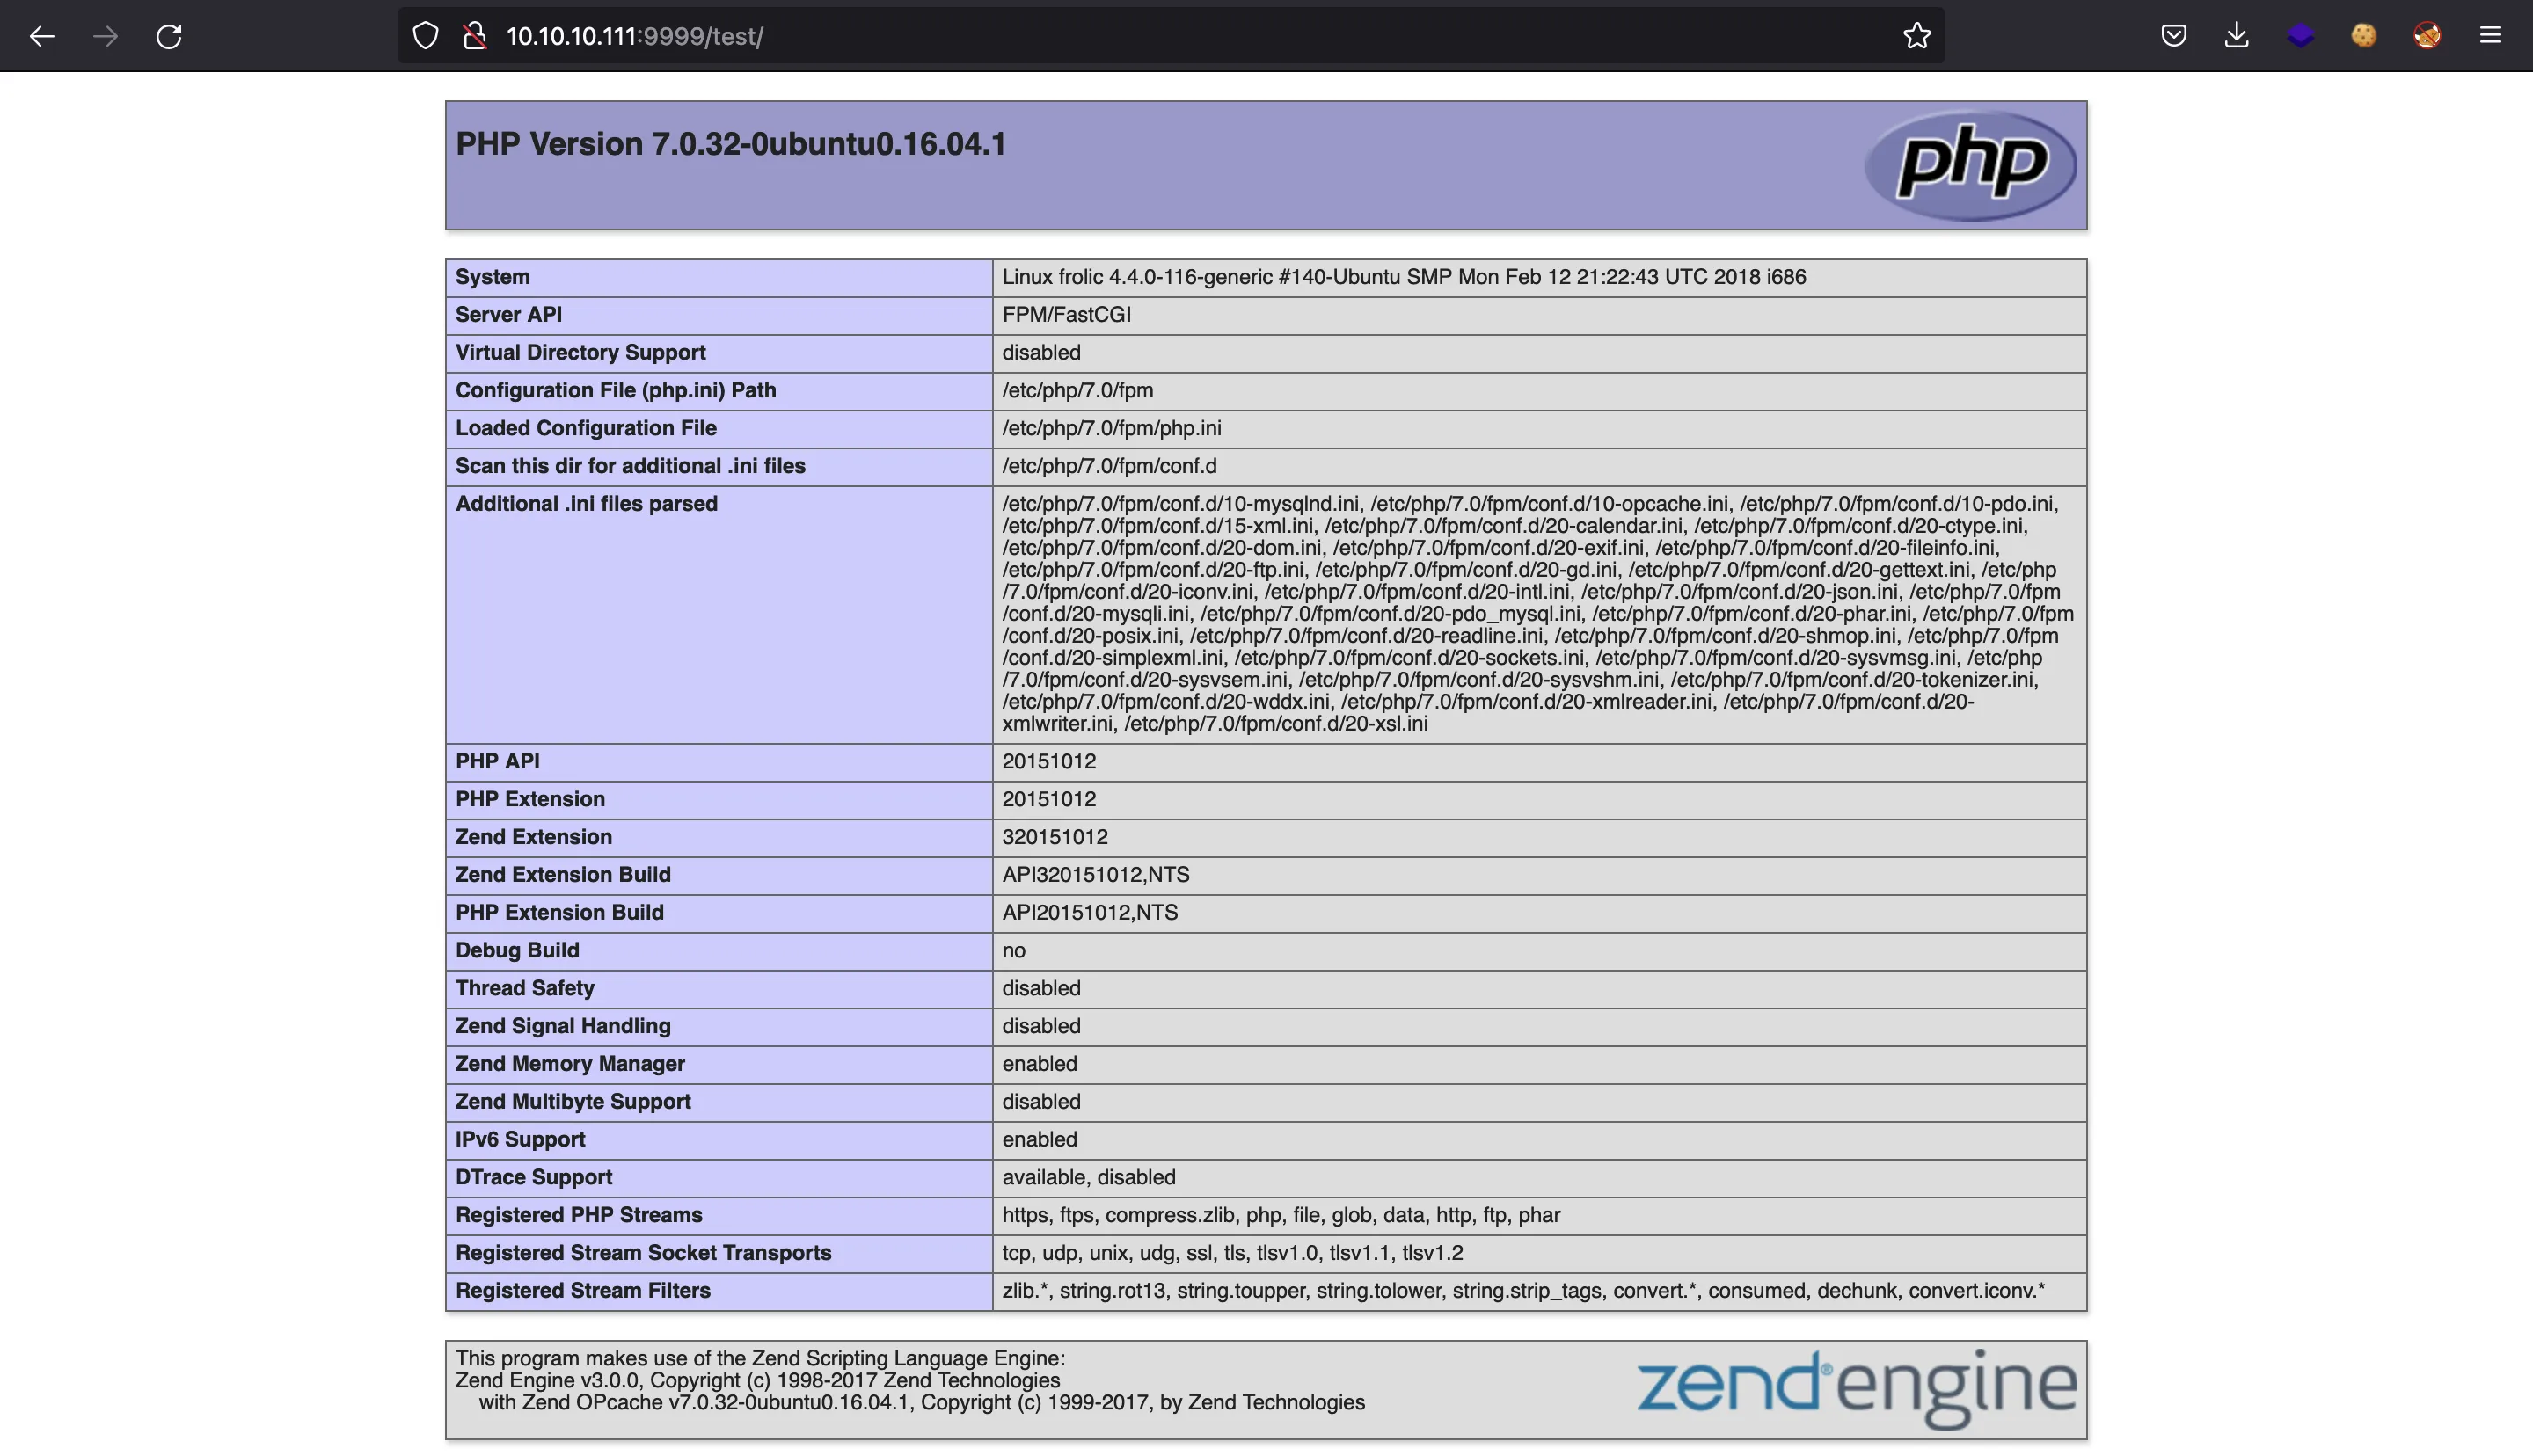 10.10.10.111:9999/test/
PHP Version 7.0.32-0ubuntu0.16.04.1
php
System Linux frolic 4.4.0-116-generic #140-Ubuntu SMP Mon Feb 12 21:22:43 UTC 2018 i686
Server API FPM/FastCGI
Virtual Directory Support disabled
Configuration File (php.ini) Path /etc/php/7.0/fpm
Loaded Configuration File /etc/php/7.0/fpm/php.ini
Scan this dir for additional .ini files /etc/php/7.0/fpm/conf.d
Additional .ini files parsed /etc/php/7.0/fpm/conf.d/10-mysqlnd.ini, /etc/php/7.0/fpm/conf.d/10-opcache.ini, /etc/php/7.0/fpm/conf.d/10-pdo.ini,
/etc/php/7.0/fpm/conf.d/15-xml.ini, /etc/php/7.0/fpm/conf.d/20-calendar.ini, /etc/php/7.0/fpm/conf.d/20-ctype.ini,
/etc/php/7.0/fpm/conf.d/20-dom.ini, /etc/php/7.0/fpm/conf.d/20-exif.ini, /etc/php/7.0/fpm/conf.d/20-fileinfo.ini,
/etc/php/7.0/fpm/conf.d/20-ftp.ini, /etc/php/7.0/fpm/conf.d/20-gd.ini, /etc/php/7.0/fpm/conf.d/20-gettext.ini, /etc/php
/7.0/fpm/conf.d/20-iconv.ini, /etc/php/7.0/fpm/conf.d/20-intl.ini, /etc/php/7.0/fpm/conf.d/20-json.ini, /etc/php/7.0/fpm
/conf.d/20-mysqli.ini, /etc/php/7.0/fpm/conf.d/20-pdo_mysql.ini, /etc/php/7.0/fpm/conf.d/20-phar.ini, /etc/php/7.0/fpm
/conf.d/20-posix.ini, /etc/php/7.0/fpm/conf.d/20-readline.ini, /etc/php/7.0/fpm/conf.d/20-shmop.ini, /etc/php/7.0/fpm
/conf.d/20-simplexml.ini, /etc/php/7.0/fpm/conf.d/20-sockets.ini, /etc/php/7.0/fpm/conf.d/20-sysvmsg.ini, /etc/php
/7.0/fpm/conf.d/20-sysvsem.ini, /etc/php/7.0/fpm/conf.d/20-sysvshm.ini, /etc/php/7.0/fpm/conf.d/20-tokenizer.ini,
/etc/php/7.0/fpm/conf.d/20-wddx.ini, /etc/php/7.0/fpm/conf.d/20-xmlreader.ini, /etc/php/7.0/fpm/conf.d/20-
xmlwriter.ini, /etc/php/7.0/fpm/conf.d/20-xsl.ini
PHP API 20151012
PHP Extension 20151012
Zend Extension 320151012
Zend Extension Build API320151012,NTS
PHP Extension Build API20151012,NTS
Debug Build no
Thread Safety disabled
Zend Signal Handling disabled
Zend Memory Manager enabled
Zend Multibyte Support disabled
IPv6 Support enabled
DTrace Support available, disabled
Registered PHP Streams https, ftps, compress.zlib, php, file, glob, data, http, ftp, phar
Registered Stream Socket Transports tcp, udp, unix, udg, ssl, tls, tlsv1.0, tlsv1.1, tlsv1.2
Registered Stream Filters zlib.*, string.rot13, string.toupper, string.tolower, string.strip_tags, convert.*, consumed, dechunk, convert.iconv.*
This program makes use of the Zend Scripting Language Engine:
Zend Engine v3.0.0, Copyright (c) 1998-2017 Zend Technologies
with Zend OPcache v7.0.32-0ubuntu0.16.04.1, Copyright (c) 1999-2017, by Zend Technologies
zend®engine